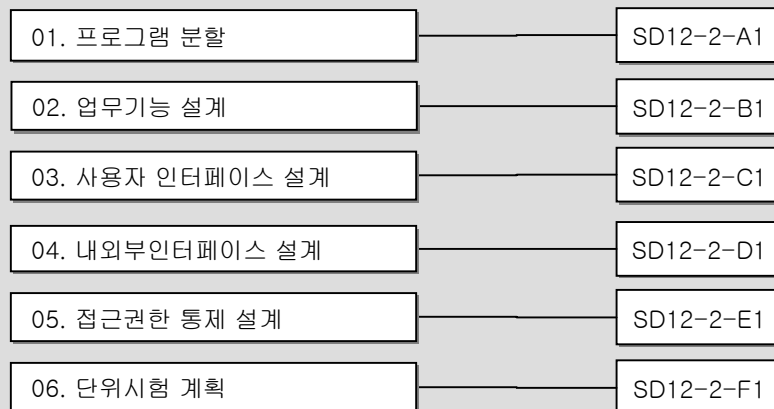 01. 프로그램 분할
SD12-2-A1
02. 업무기능 설계
SD12-2-B1
03. 사용자 인터페이스 설계
SD12-2-C1
04. 내외부인터페이스 설계
SD12-2-D1
05. 접근권한 통제 설계
SD12-2-E1
06. 단위시험 계획
SD12-2-F1